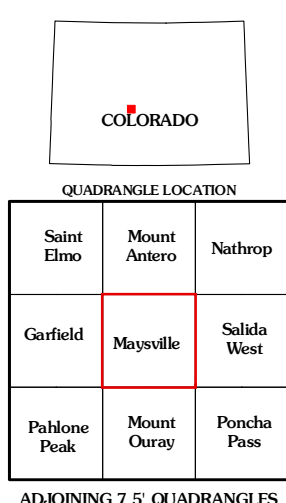 COLORADO
QUADRANGLE LOCATION
Saint Elmo
Mount Antero
Nathrop
Garfield
Maysville
Salida West
Pahlone Peak
Mount Ouray
Poncha Pass
ADJOINING 7.5' QUADRANGLES